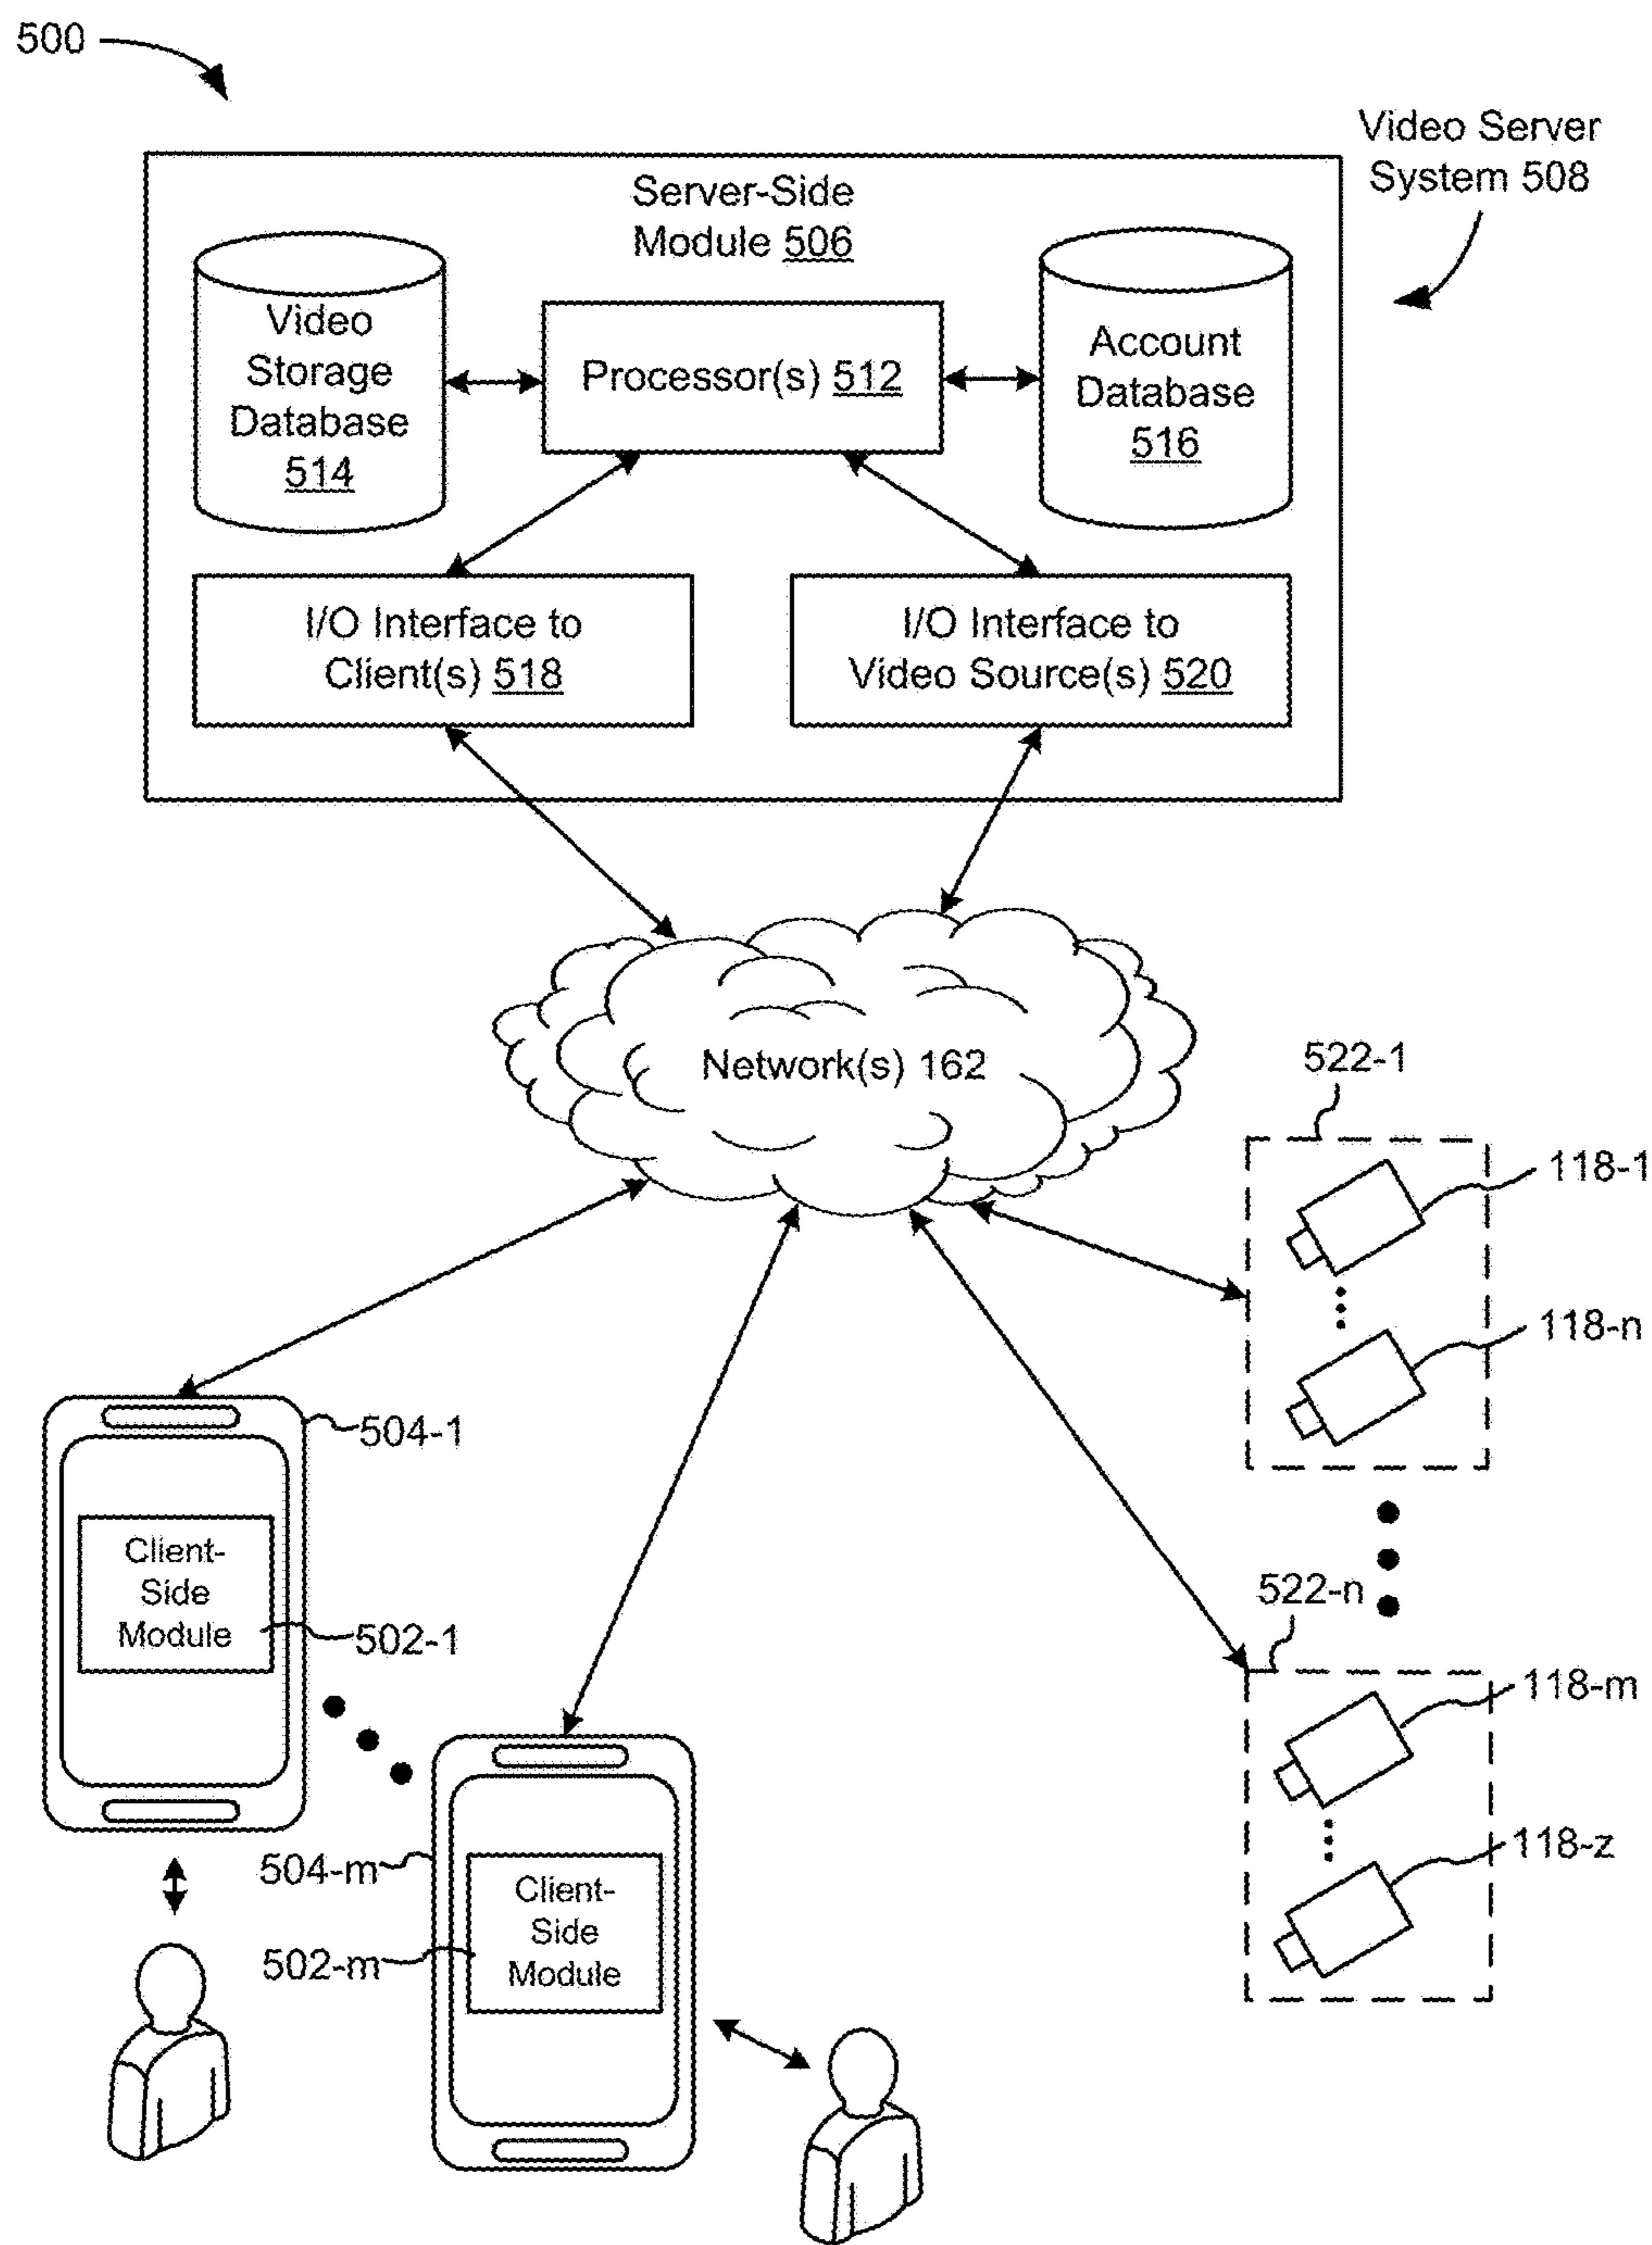 500
Video Server
System 508
Server-Side
Module 506
Video
Storage
Database
514
Processor(s) 512
Account
Database
516
I/O Interface to
Client(s) 518
I/O Interface to
Video Source(s) 520
Network(s) 162
522-1
118-1
118-n
504-1
Client-
Side
Module
502-1
522-n
118-m
118-z
504-m
Client-
Side
Module
502-m